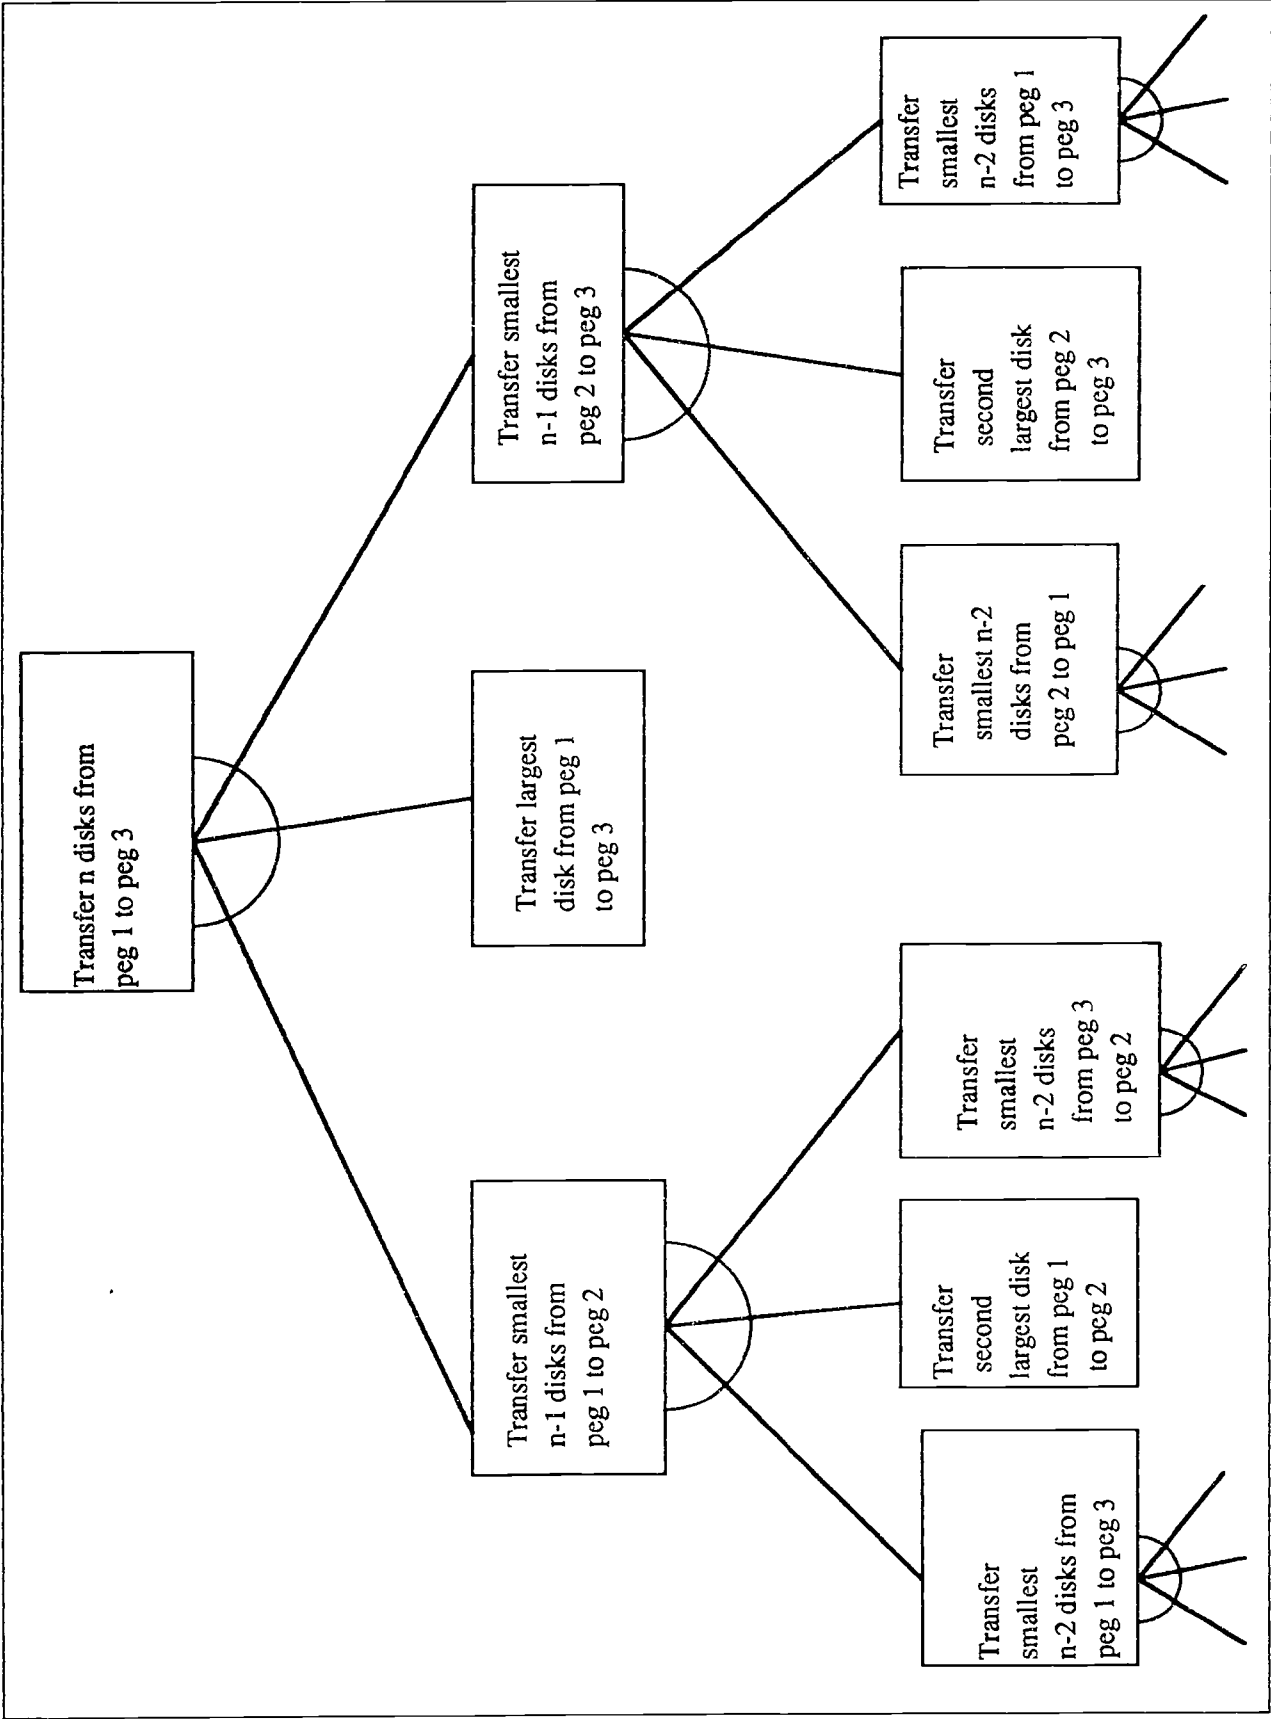 Transfer n disks from
peg 1 to peg 3
Transfer smallest
n-1 disks from
peg 1 to peg 2
Transfer largest
disk from peg 1
to peg 3
Transfer smallest
n-1 disks from
peg 2 to peg 3
Transfer
smallest
n-2 disks from
peg 1 to peg 3
Transfer
second
largest disk
from peg 1
to peg 2
Transfer
smallest
n-2 disks
from peg 3
to peg 2
Transfer
smallest n-2
disks from
peg 2 to peg 1
Transfer
second
largest disk
from peg 2
to peg 3
Transfer
smallest
n-2 disks
from peg 1
to peg 3